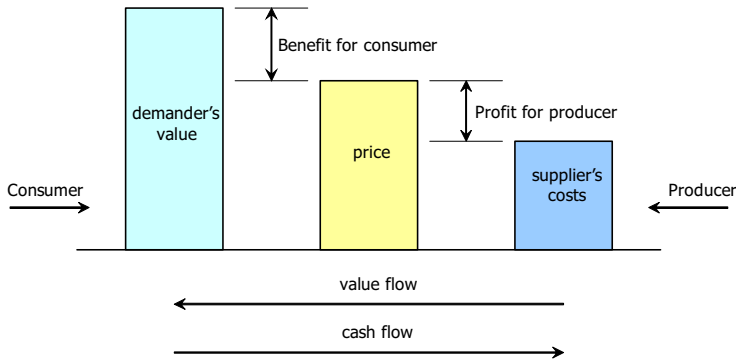 Benefit for consumer
demander's
value
Profit for producer
price
supplier's
costs
Consumer
Producer
value flow
cash flow